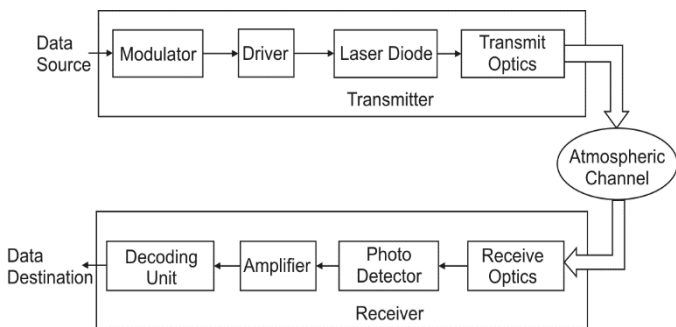 Data
Source
Modulator
Driver
Laser Diode
Transmit
Optics
Transmitter
Atmospheric
Channel
Data
Destination
Decoding
Unit
Amplifier
Photo
Detector
Receive
Optics
Receiver